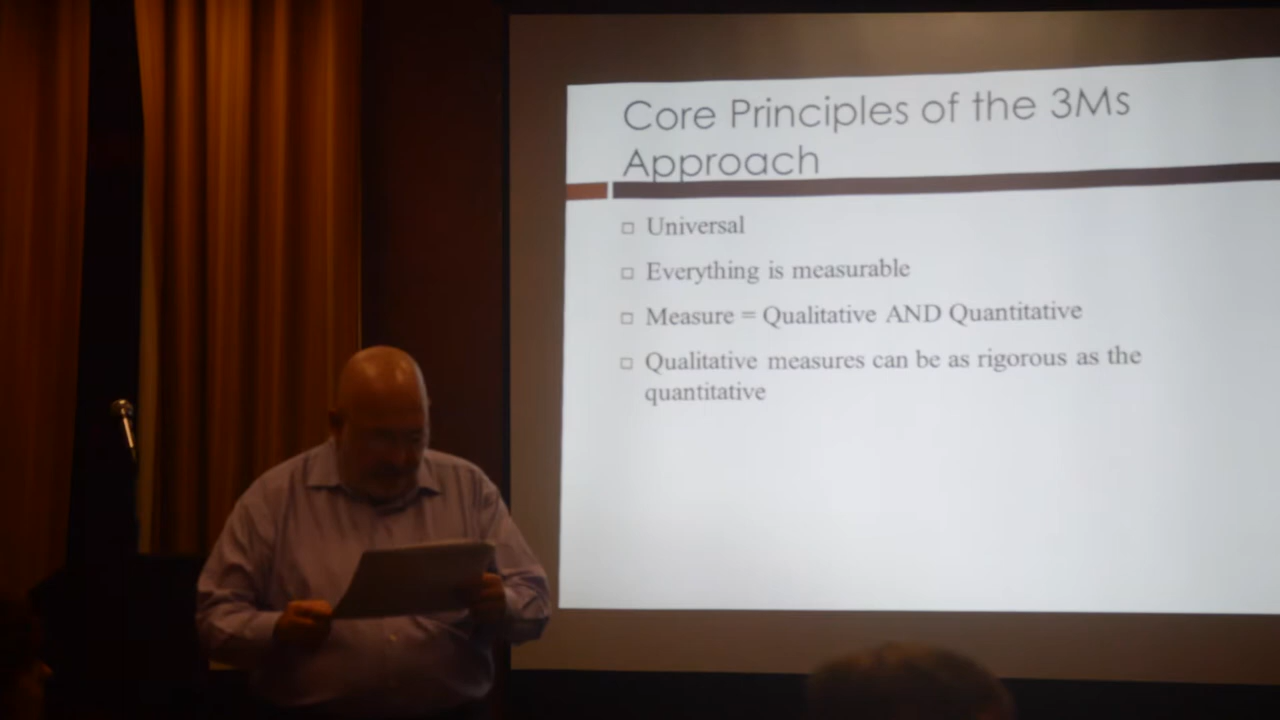 Core Principles of the 3Ms
Approach
Universal
Everything is measurable
Measure = Qualitative AND Quantitative
Qualitative measures can be as rigorous as the
quantitative